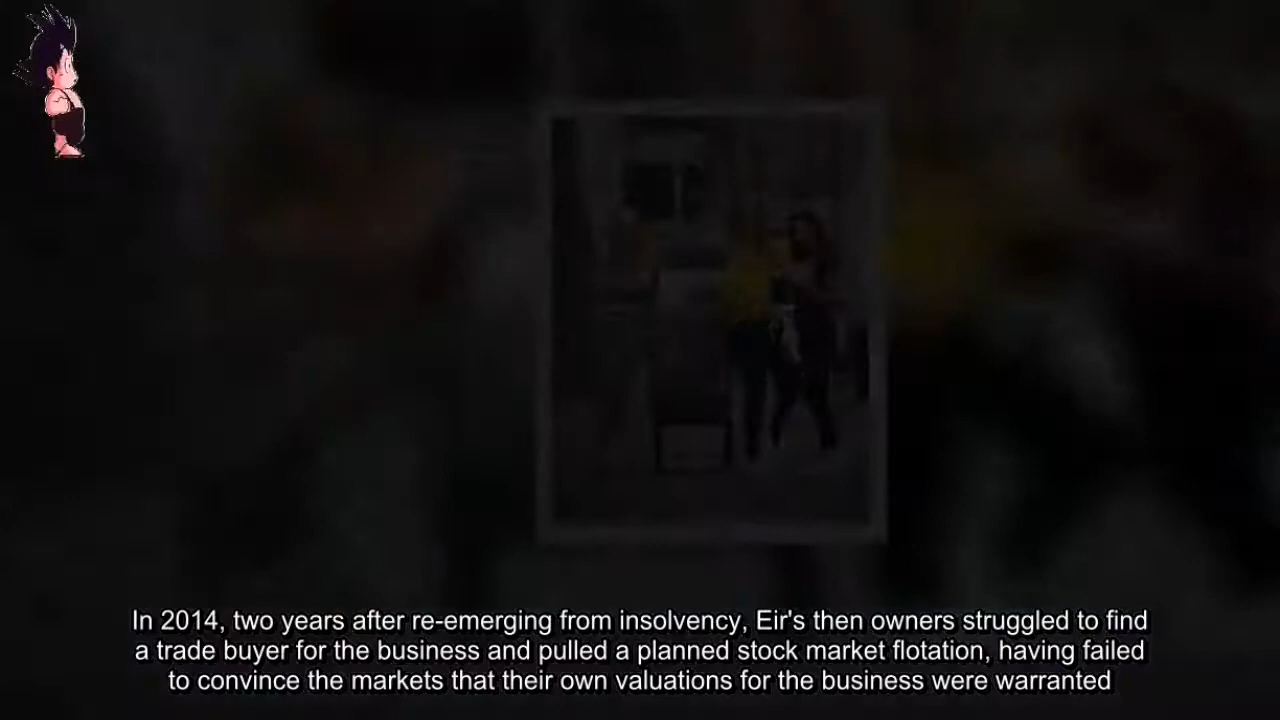 In 2014, two years after re-emerging from insolvency, Eir's then owners struggled to find
a trade buyer for the business and pulled a planned stock market flotation, having failed
to convince the markets that their own valuations for the business were warranted